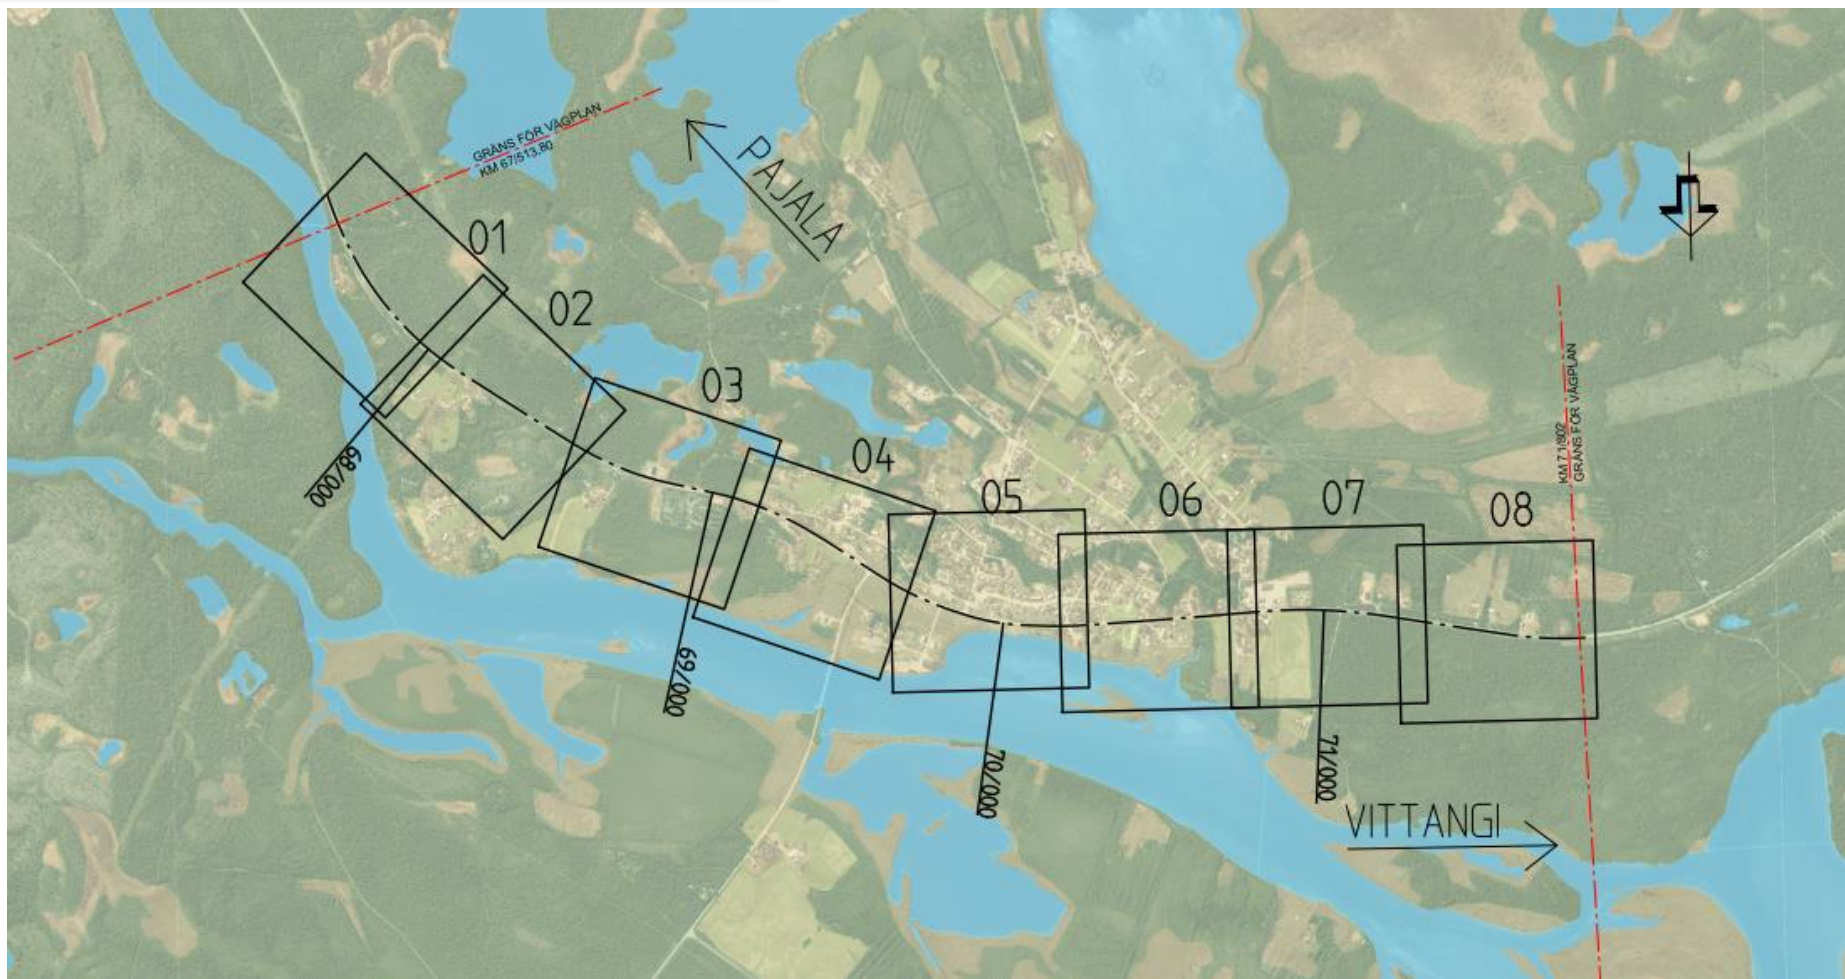 GRÄNS FÖR VÄGPLAN
KM 67/513,80
PAJALA
01
02
03
04
05
06
07
08
KM 71/802
GRÄNS FÖR VÄGPLAN
68/000
69/000
70/000
71/000
VITTANGI